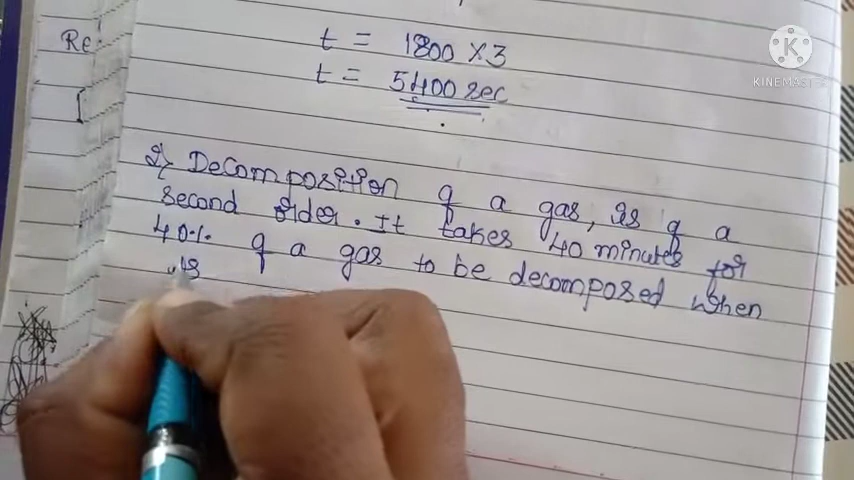 Re
t = 1800 × 3
t = 5400 sec
K
KINEMASTER
2) Decomposition of a gas, is of a
second order. It takes 40 minutes for
40% of a gas to be decomposed when
its